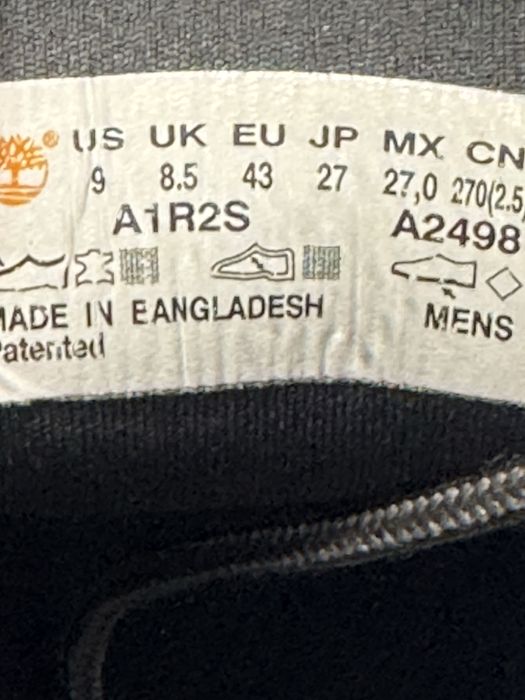 ® US UK EU JP MX CN
9 8.5 43 27 27,0 270(2.5
A1R2S A2498
MADE IN BANGLADESH MENS
Patented